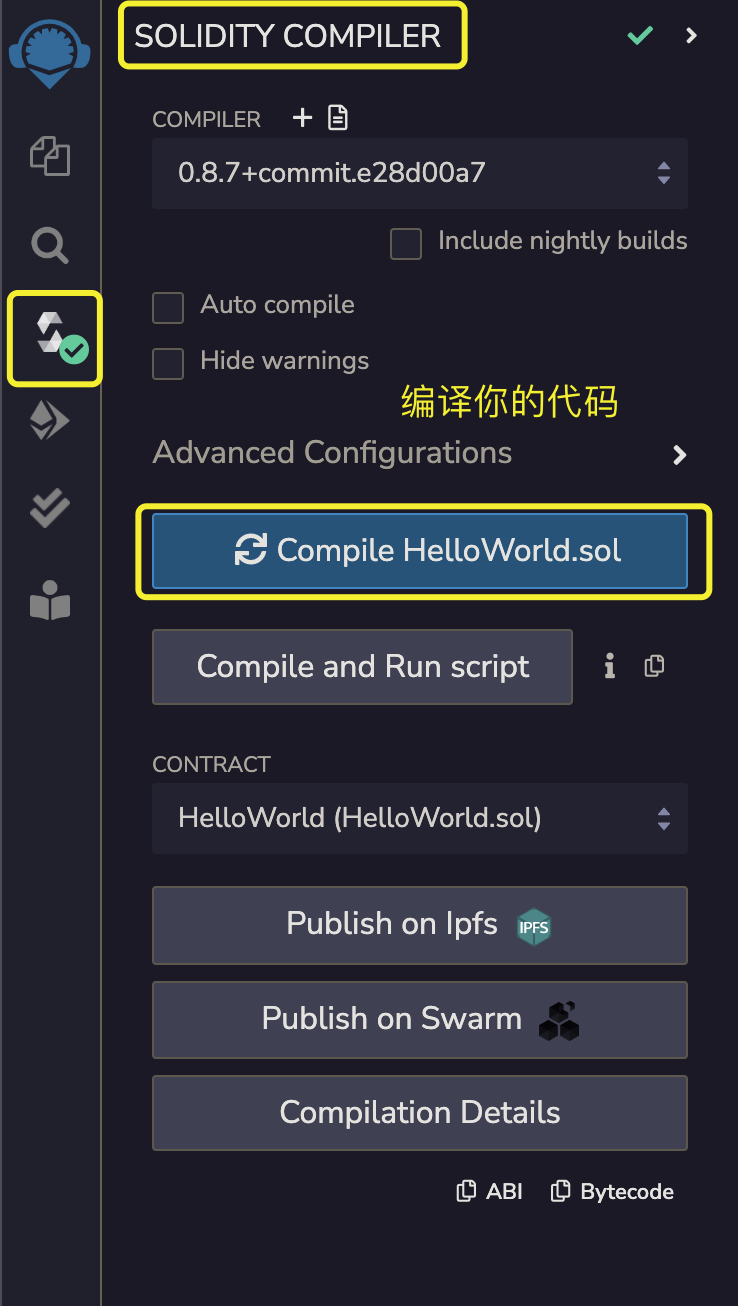 SOLIDITY COMPILER
COMPILER
0.8.7+commit.e28d00a7
Include nightly builds
Auto compile
Hide warnings
编译你的代码
Advanced Configurations
Compile HelloWorld.sol
Compile and Run script
CONTRACT
HelloWorld (HelloWorld.sol)
Publish on Ipfs IPFS
Publish on Swarm
Compilation Details
ABI Bytecode